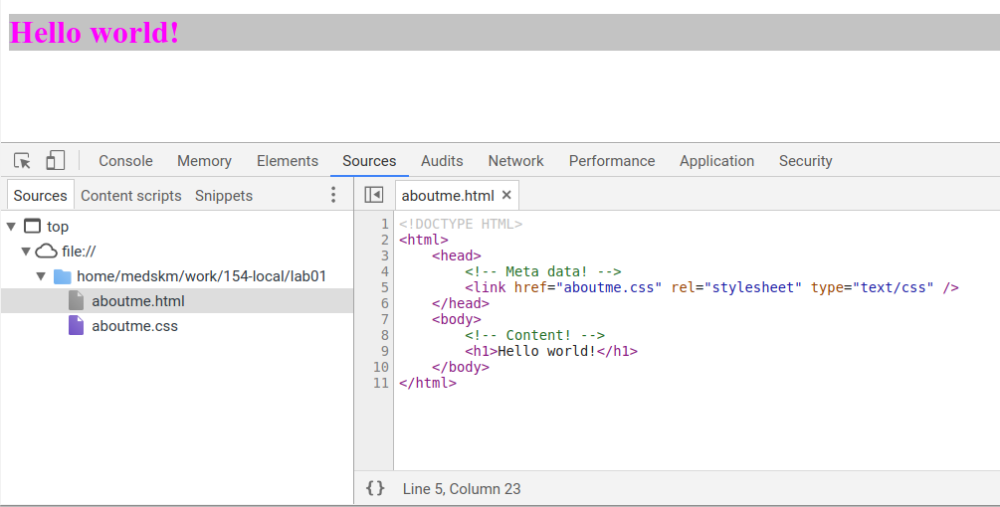 Hello world!
Console Memory Elements Sources Audits Network Performance Application Security
Sources Content scripts Snippets
aboutme.html ×
top
file://
home/medskm/work/154-local/lab01
aboutme.html
aboutme.css
1 <!DOCTYPE HTML>
2 <html>
3     <head>
4         <!-- Meta data! -->
5         <link href="aboutme.css" rel="stylesheet" type="text/css" />
6     </head>
7     <body>
8         <!-- Content! -->
9         <h1>Hello world!</h1>
10     </body>
11 </html>
{} Line 5, Column 23